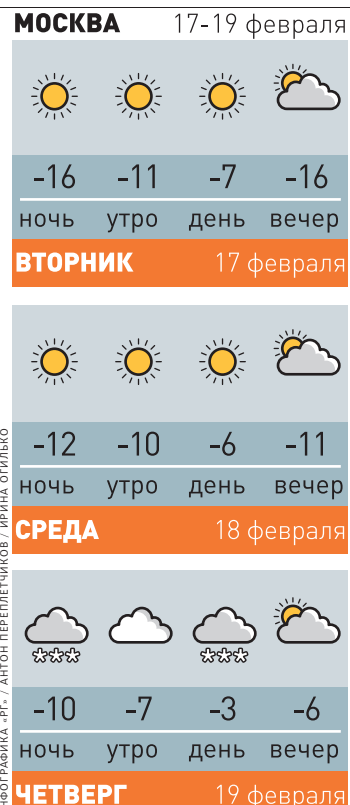 МОСКВА 17-19 февраля
-16 -11 -7 -16
ночь утро день вечер
ВТОРНИК 17 февраля
-12 -10 -6 -11
ночь утро день вечер
СРЕДА 18 февраля
-10 -7 -3 -6
ночь утро день вечер
ЧЕТВЕРГ 19 февраля
НФОГРАФИКА «РГ» / АНТОН ПЕРЕПЛЕТЧИКОВ / ИРИНА ОГИЛЬКО